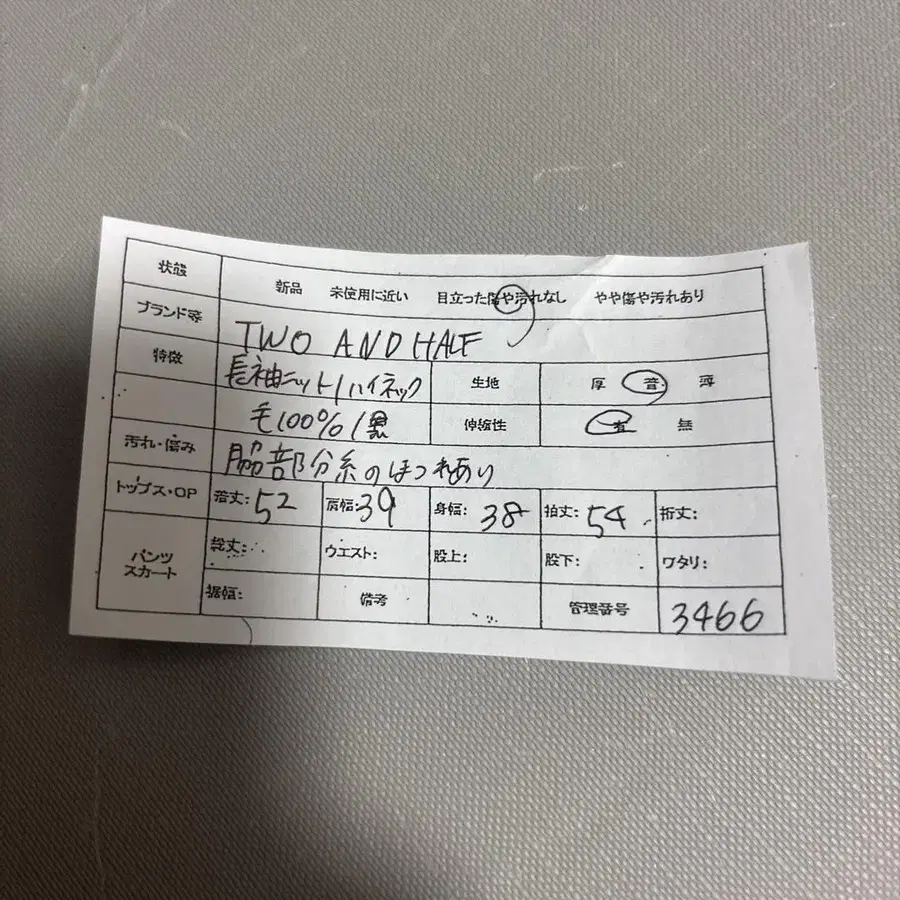 状態 新品 未使用に近い 目立った傷や汚れなし やや傷や汚れあり
ブランド等 TWO AND HALF
特徴 長袖ニット/ハイネック 生地 厚 普 薄
毛100%/黒 伸縮性 有 無
汚れ・傷み 脇部分糸のほつれあり
トップス・OP 着丈: 52 肩幅: 39 身幅: 38 袖丈: 54 裄丈:
パンツ スカート 総丈: ウエスト: 股上: 股下: ワタリ:
裾幅: 備考 管理番号 3466